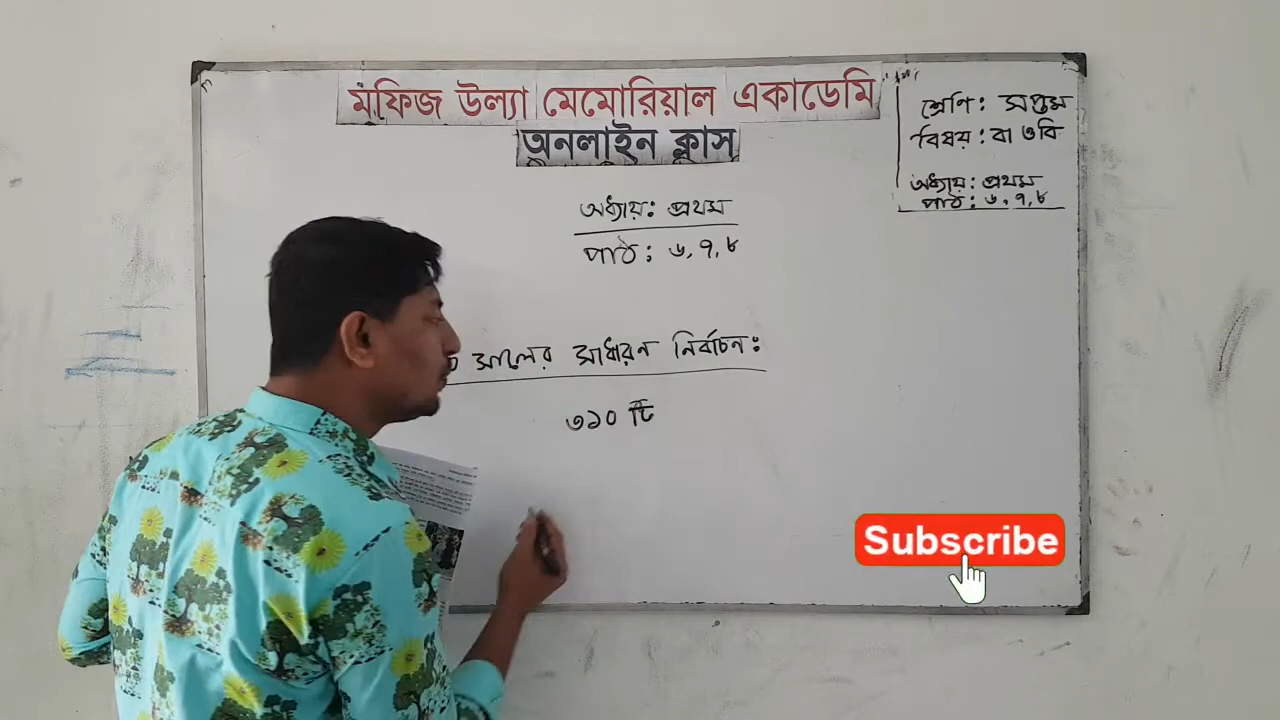 মফিজ উল্যা মেমোরিয়াল একাডেমি
অনলাইন ক্লাস
শ্রেণি: সপ্তম
বিষয়: বা ওবি
অধ্যায়: প্রথম
পাঠ: ৬,৭,৮
অধ্যায়: প্রথম
পাঠ: ৬,৭,৮
সালের সাধারন নির্বাচন:
৩১০ টি
Subscribe